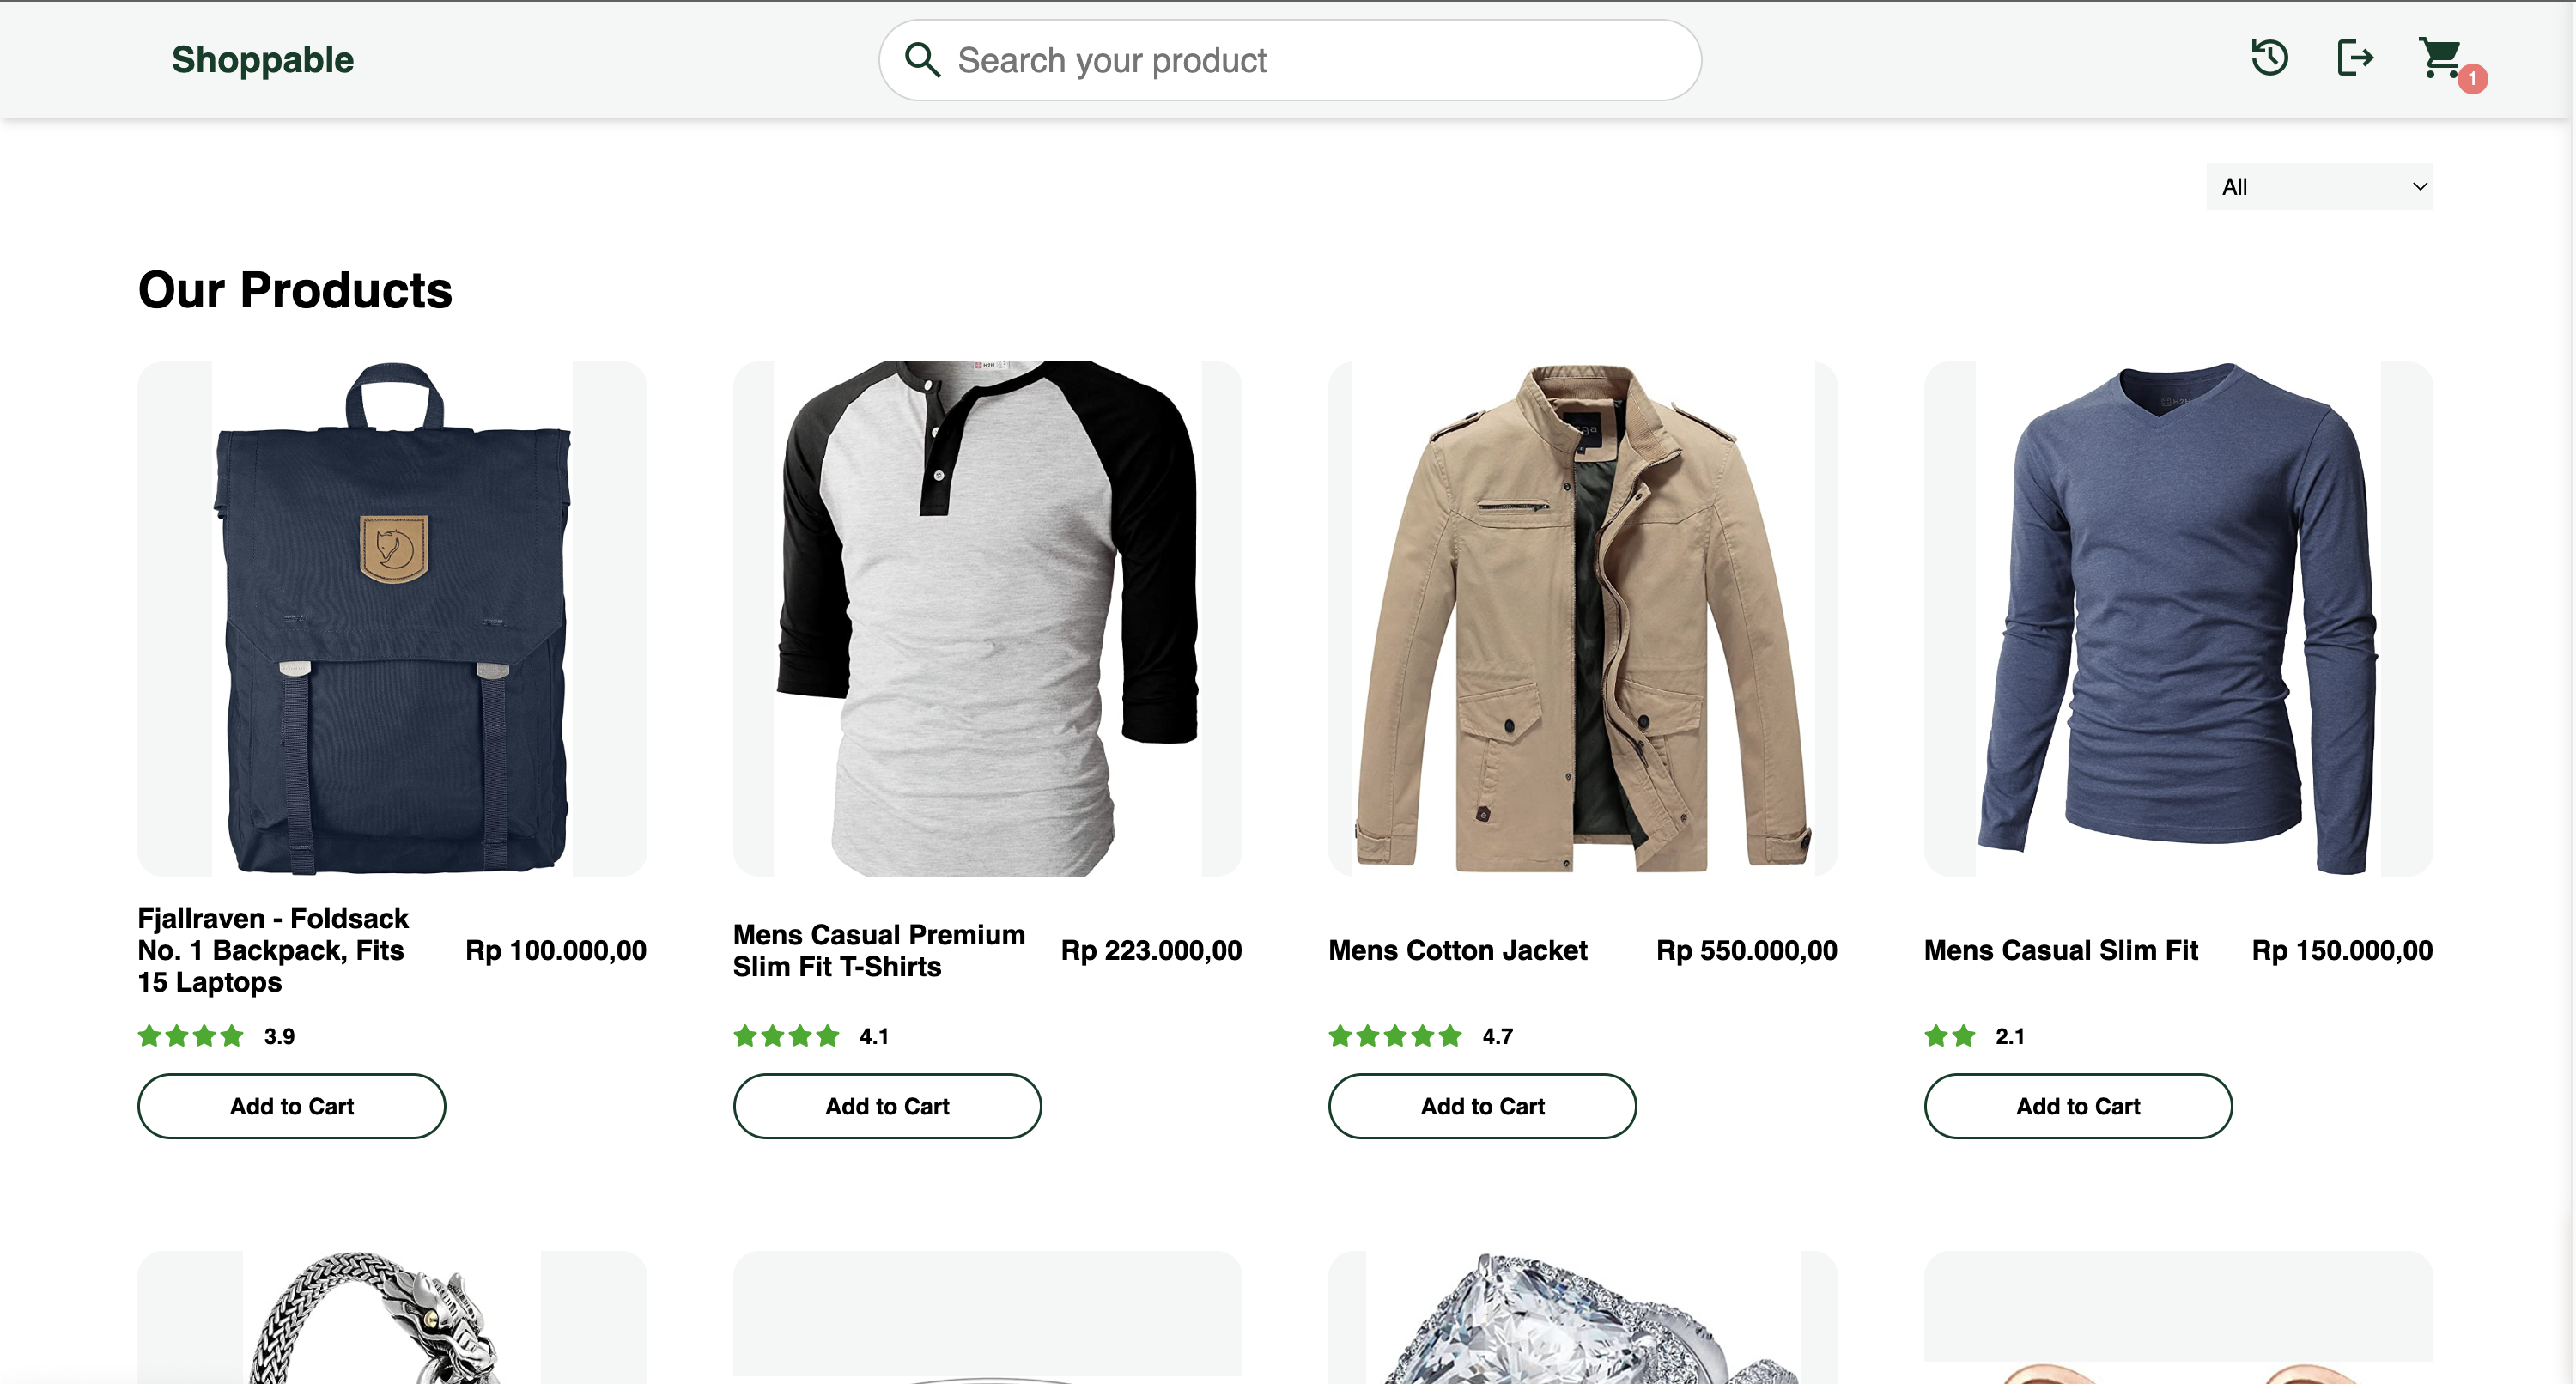 Shoppable
Search your product
1
All
Our Products
Fjallraven - Foldsack
No. 1 Backpack, Fits
15 Laptops
Rp 100.000,00
3.9
Add to Cart
Mens Casual Premium
Slim Fit T-Shirts
Rp 223.000,00
4.1
Add to Cart
Mens Cotton Jacket
Rp 550.000,00
4.7
Add to Cart
Mens Casual Slim Fit
Rp 150.000,00
2.1
Add to Cart
H2H
H2H